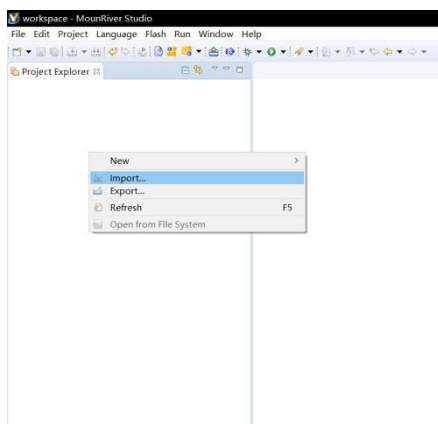 workspace - MounRiver Studio
File Edit Project Language Flash Run Window Help
Project Explorer
New
Import...
Export...
Refresh F5
Open from File System